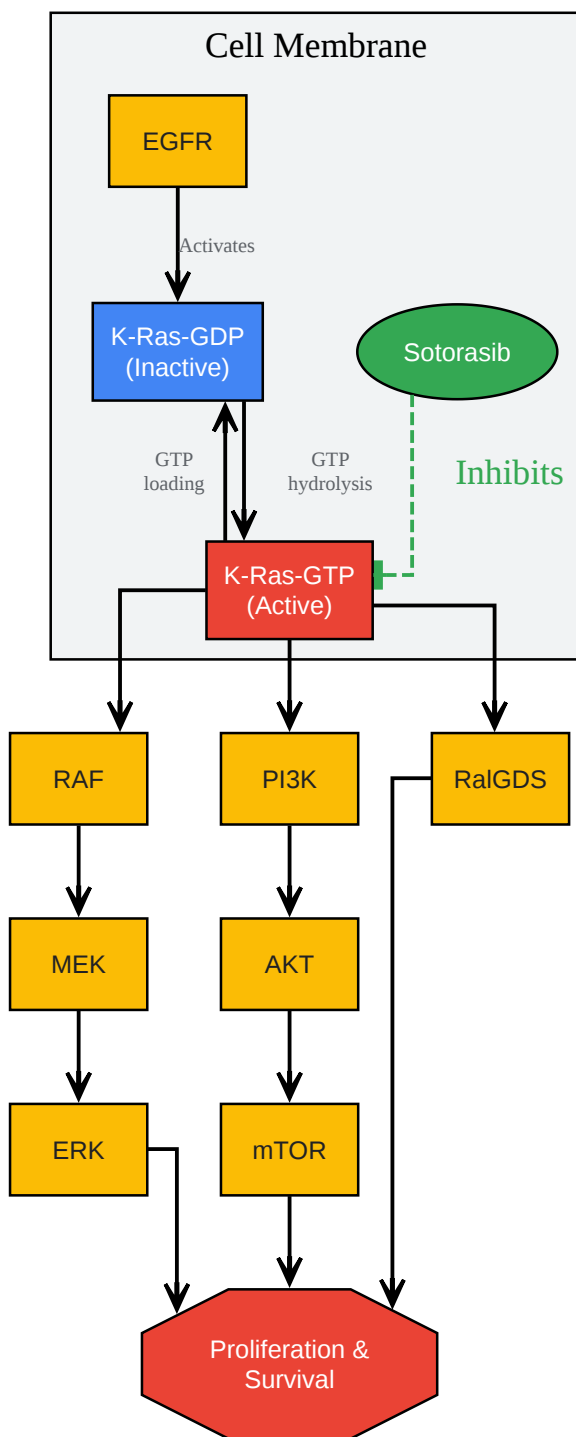 Cell Membrane
EGFR
Activates
K-Ras-GDP
(Inactive)
Sotorasib
GTP
loading
GTP
hydrolysis
Inhibits
K-Ras-GTP
(Active)
RAF
PI3K
RalGDS
MEK
AKT
ERK
mTOR
Proliferation &
Survival